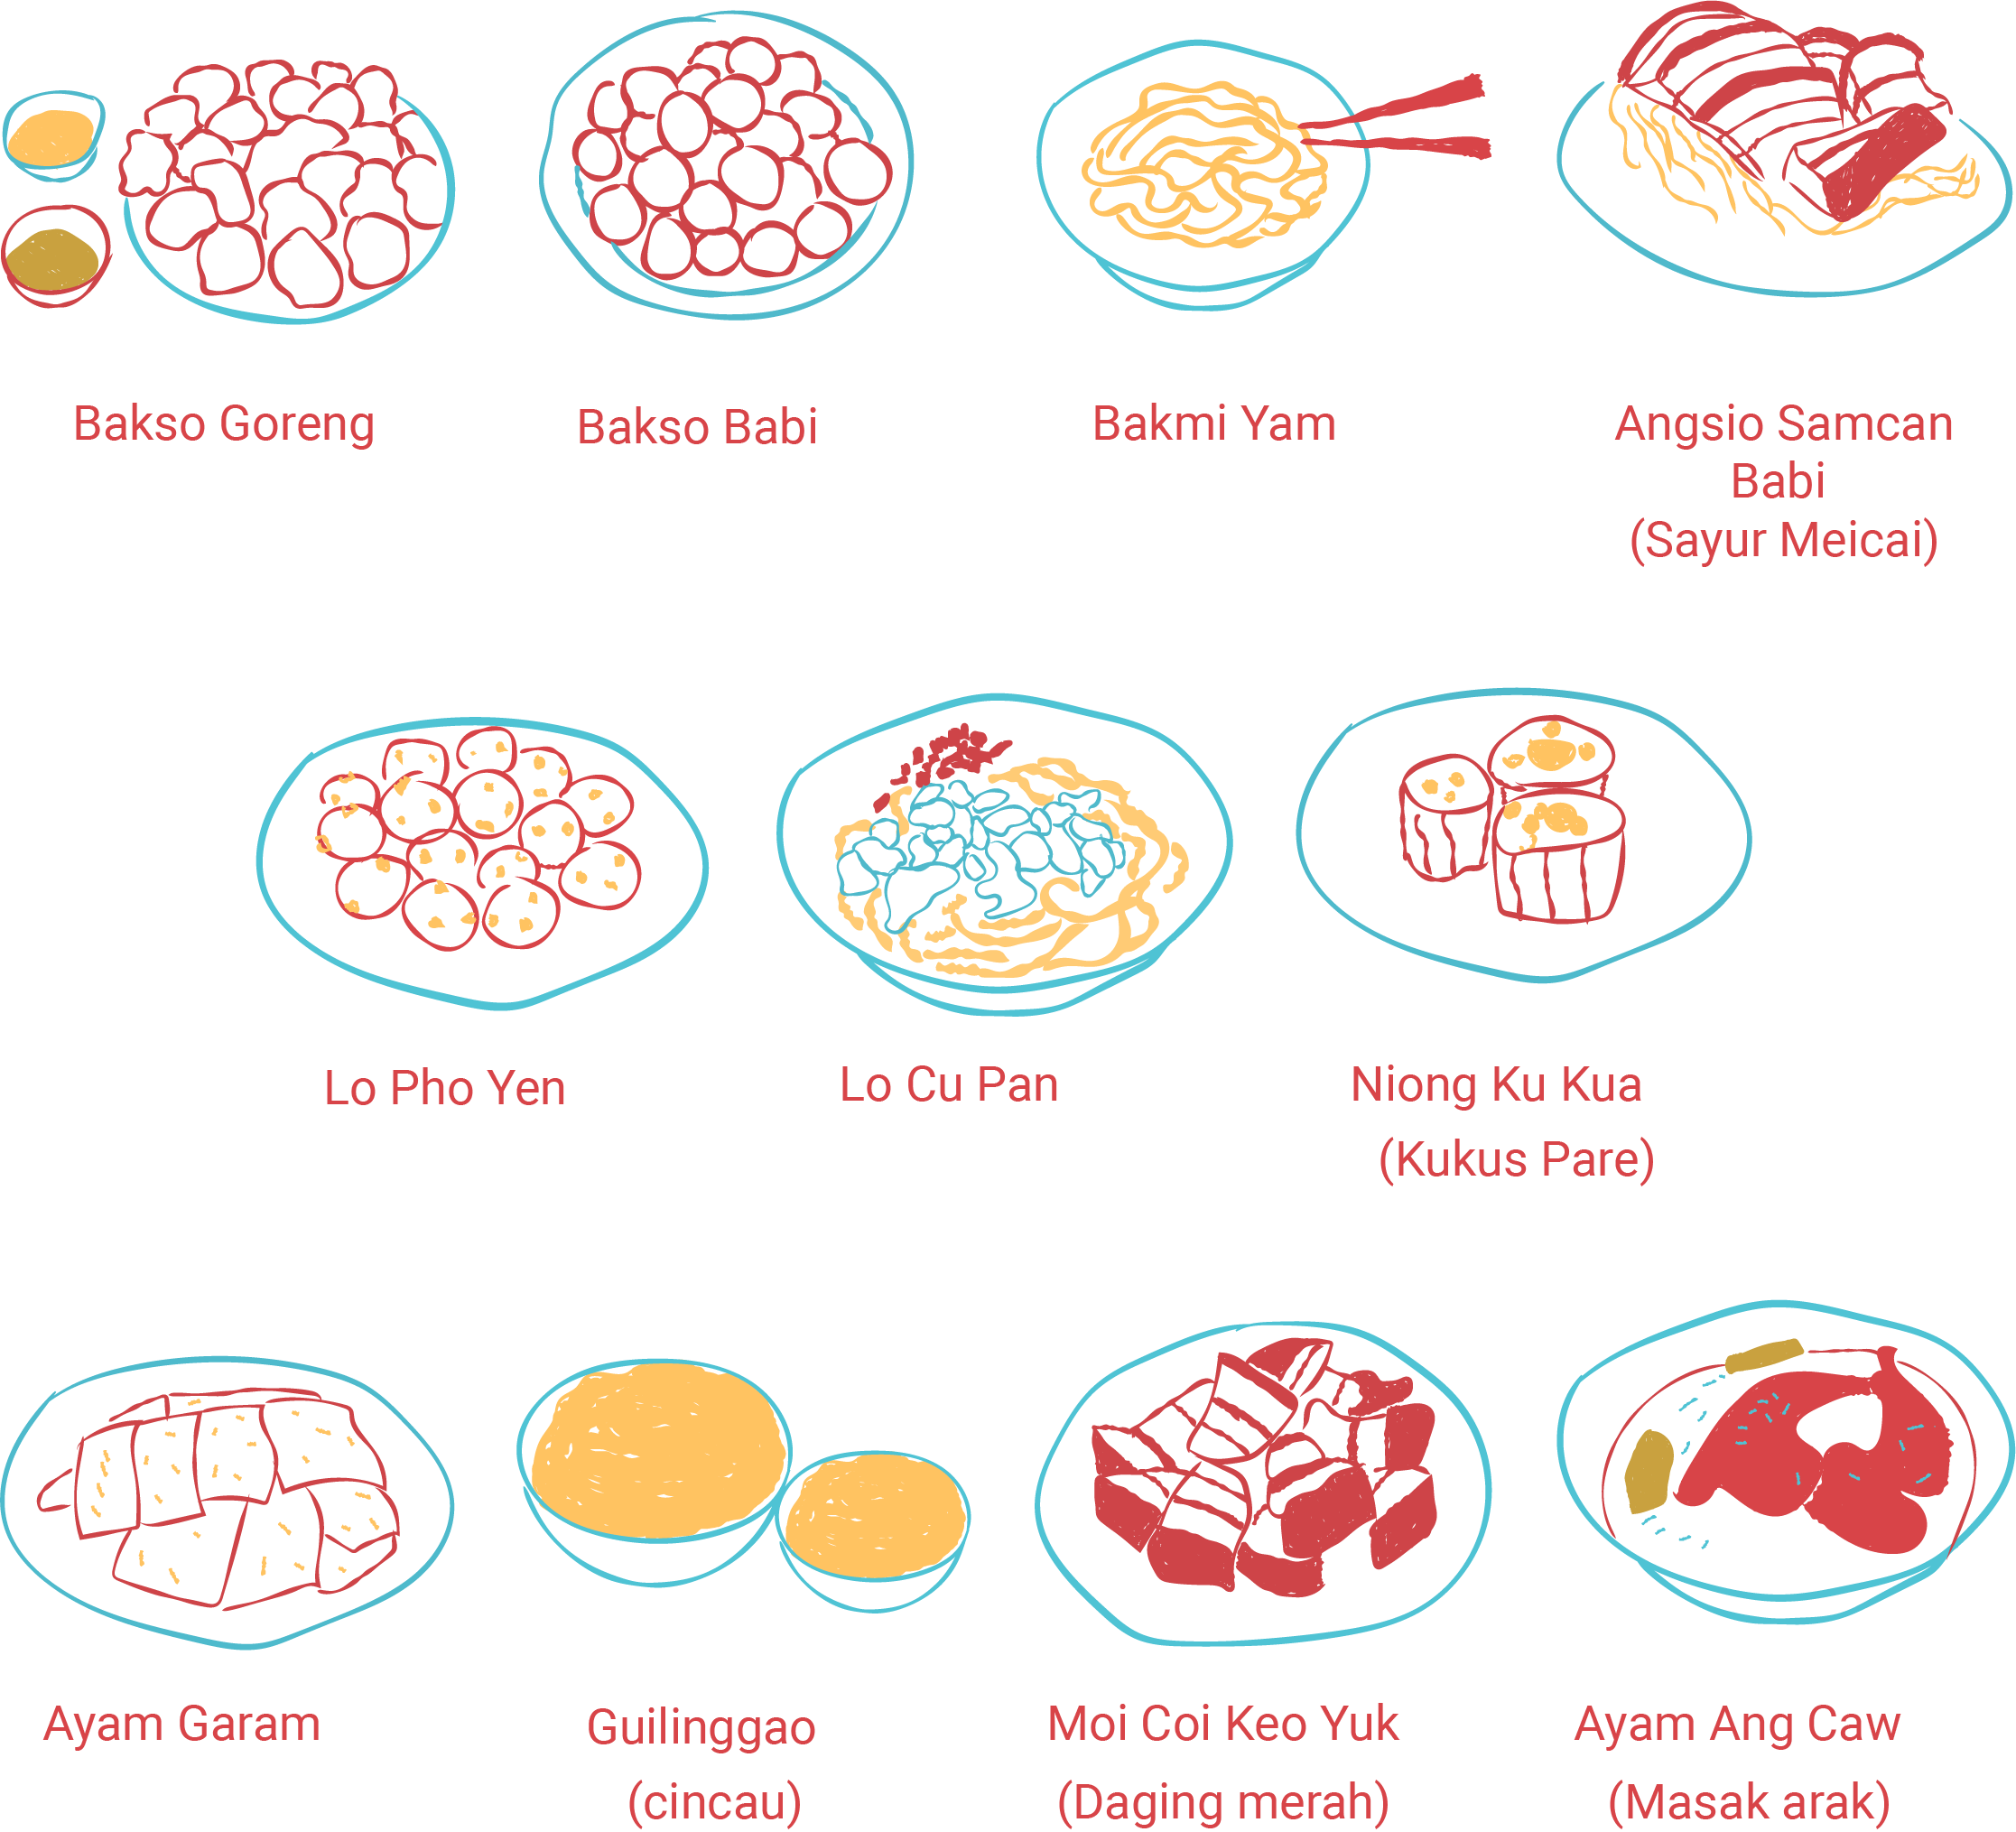 Bakso Goreng
Bakso Babi
Bakmi Yam
Angsio Samcan
Babi
(Sayur Meicai)
Lo Pho Yen
Lo Cu Pan
Niong Ku Kua
(Kukus Pare)
Ayam Garam
Guilinggao
(cincau)
Moi Coi Keo Yuk
(Daging merah)
Ayam Ang Caw
(Masak arak)